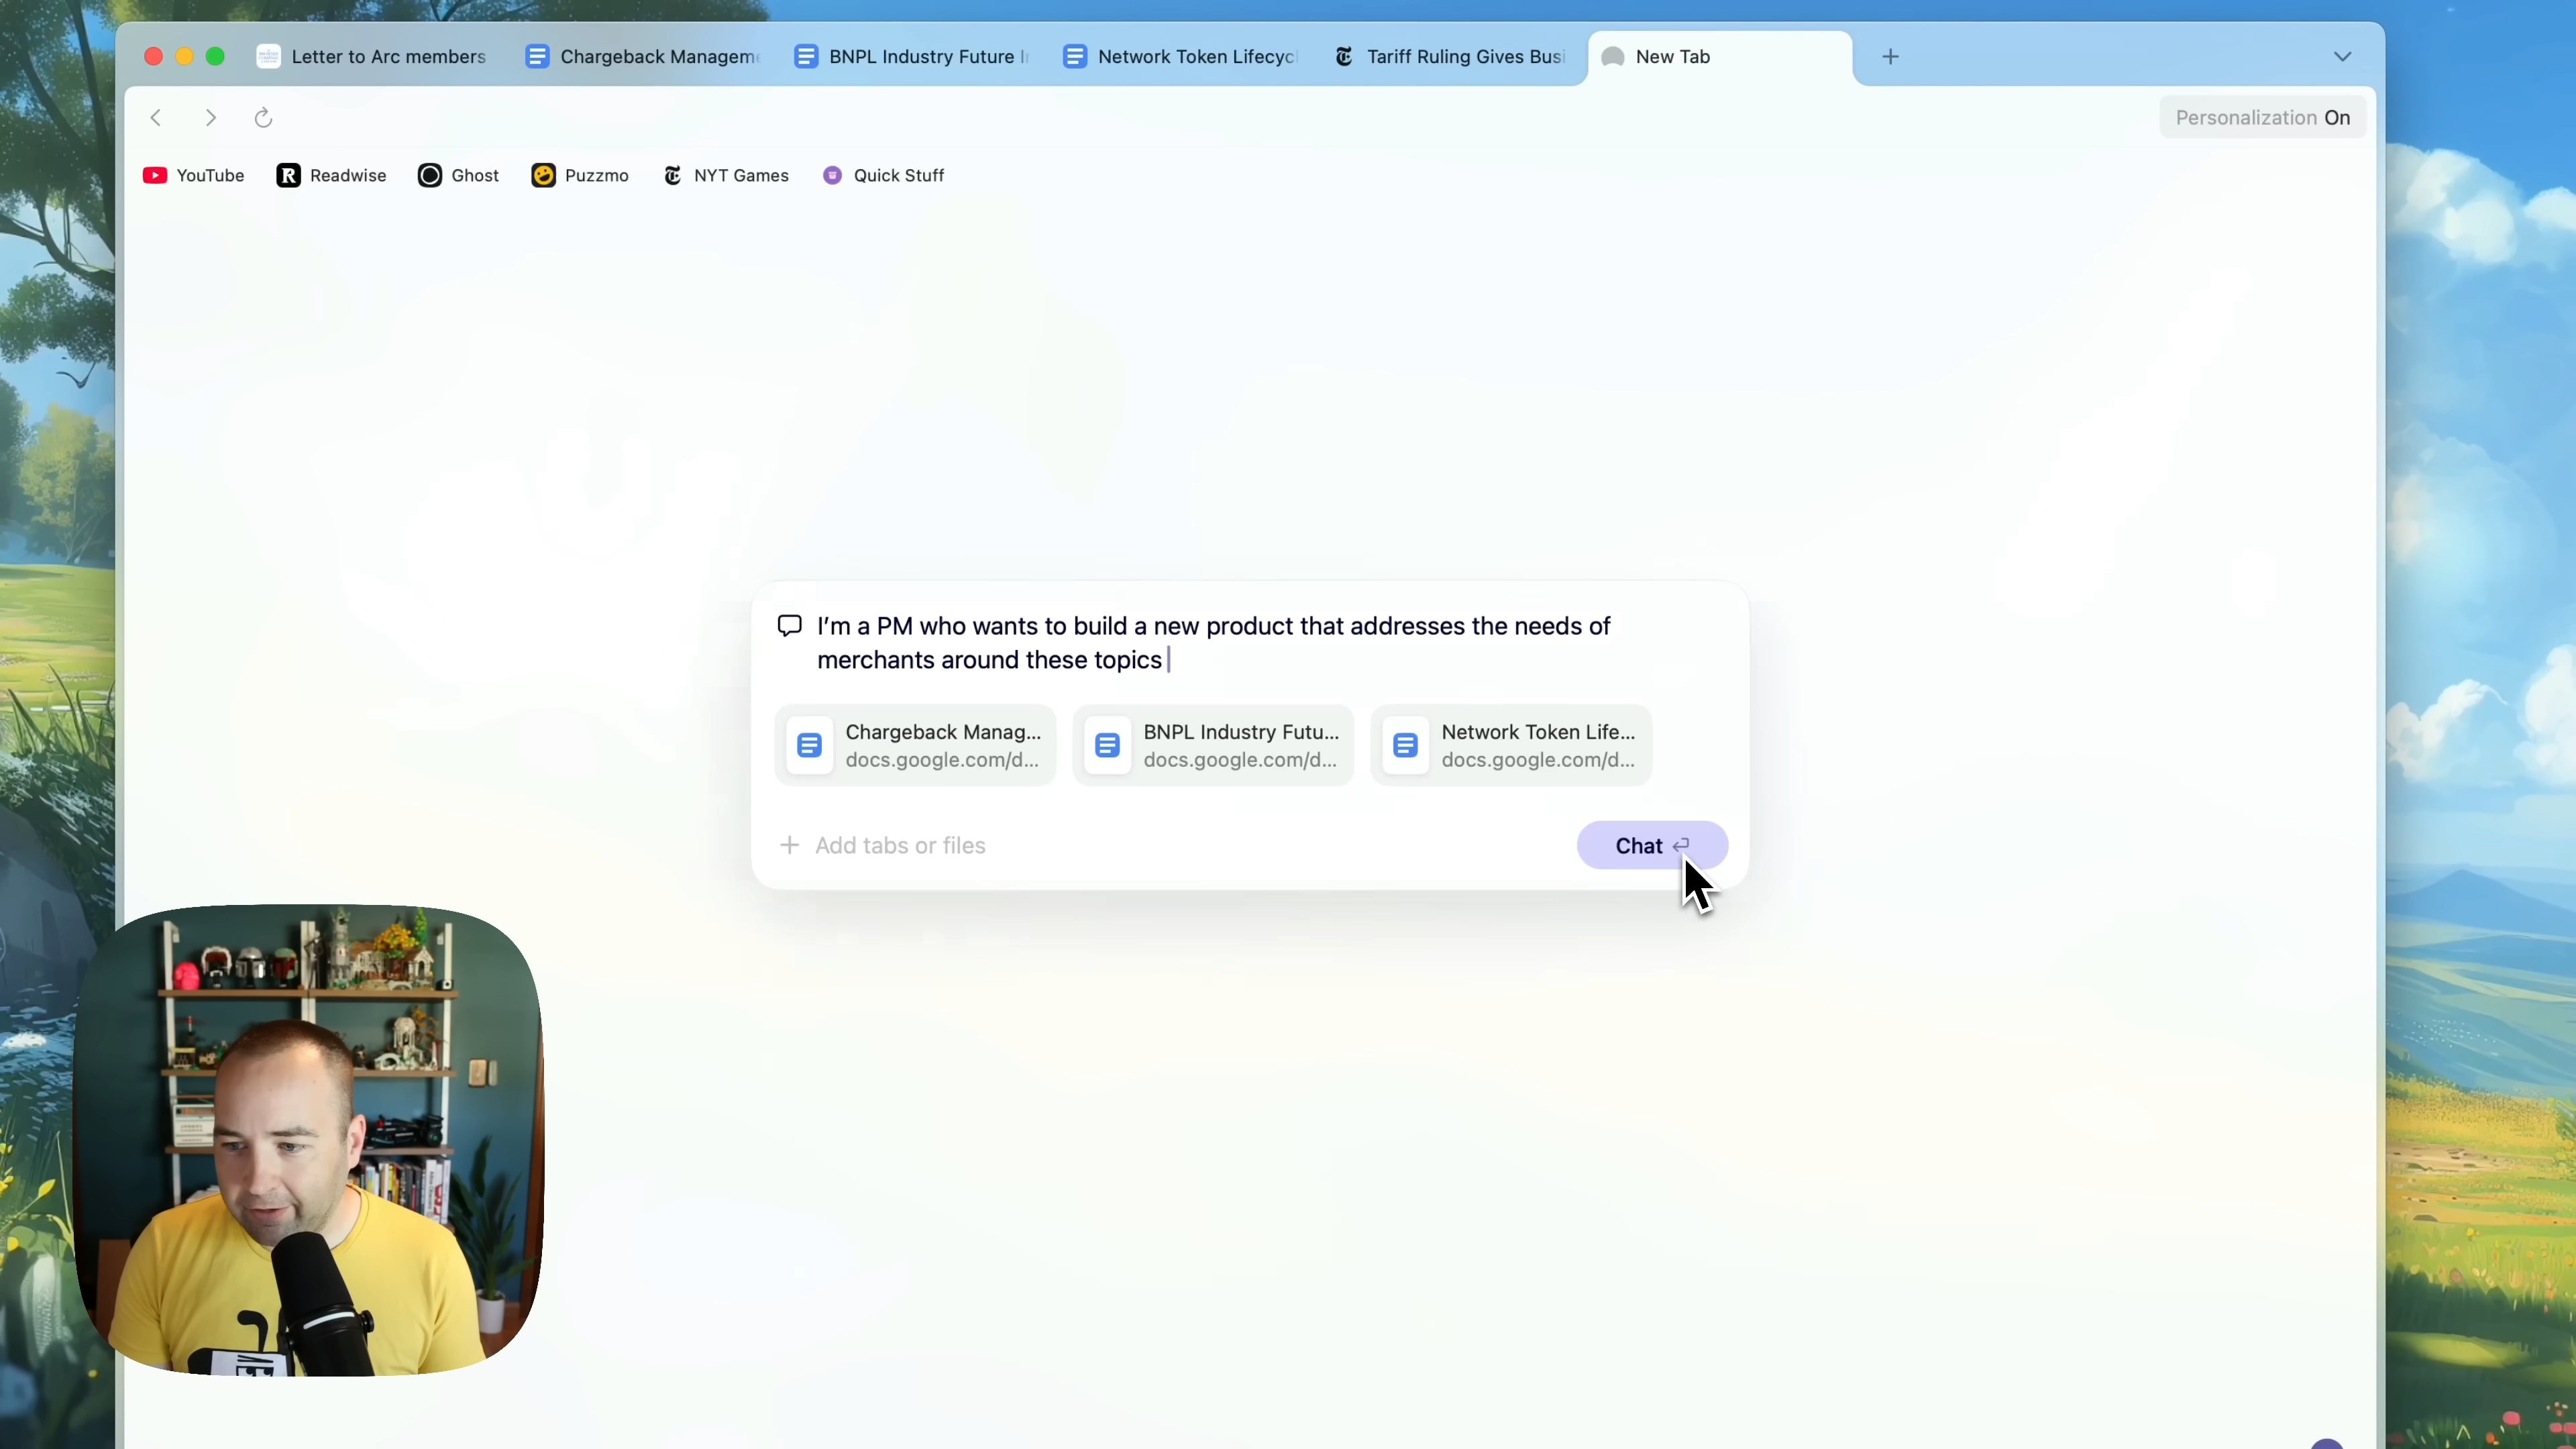 Letter to Arc members
Chargeback Managem
BNPL Industry Future I
Network Token Lifecyc
Tariff Ruling Gives Busi
New Tab
Personalization On
YouTube
Readwise
Ghost
Puzzmo
NYT Games
Quick Stuff
I'm a PM who wants to build a new product that addresses the needs of
merchants around these topics
Chargeback Manag...
docs.google.com/d...
BNPL Industry Futu...
docs.google.com/d...
Network Token Life...
docs.google.com/d...
Add tabs or files
Chat